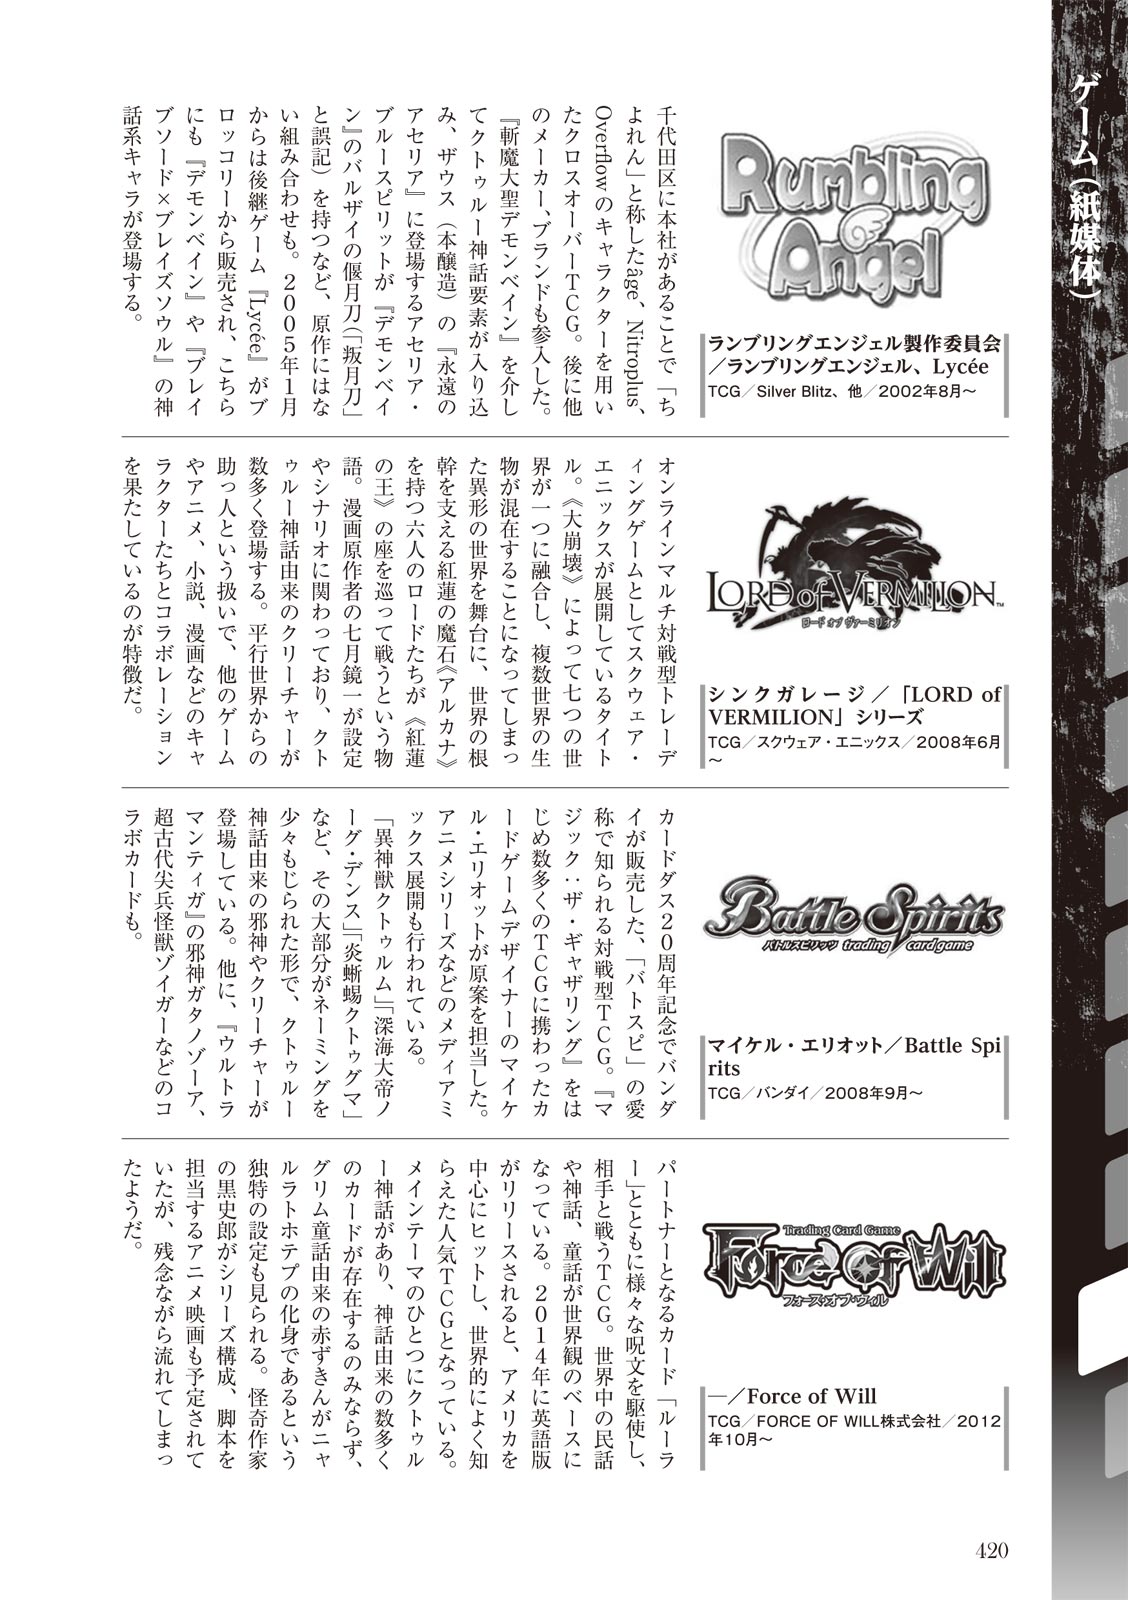 ゲーム（紙媒体）
Rumbling
Angel
ランブリングエンジェル製作委員会
／ランブリングエンジェル、Lycée
TCG／Silver Blitz、他／2002年8月〜
千代田区に本社があることで「ち
よれん」と称したâge、Nitroplus、
Overflowのキャラクターを用い
たクロスオーバーTCG。後に他
のメーカー、ブランドも参入した。
『斬魔大聖デモンベイン』を介し
てクトゥルー神話要素が入り込
み、ザウス（本醸造）の『永遠の
アセリア』に登場するアセリア・
ブルースピリットが『デモンベイ
ン』のバルザイの偃月刀（「叛月刀」
と誤記）を持つなど、原作にはな
い組み合わせも。2005年1月
からは後継ゲーム『Lycée』がブ
ロッコリーから販売され、こちら
にも『デモンベイン』や『ブレイ
ブソード×ブレイズソウル』の神
話系キャラが登場する。
LORD of VERMILION™
ロード オブ ヴァーミリオン
シンクガレージ／「LORD of
VERMILION」シリーズ
TCG／スクウェア・エニックス／2008年6月
〜
オンラインマルチ対戦型トレーデ
ィングゲームとしてスクウェア・
エニックスが展開しているタイト
ル。《大崩壊》によって七つの世
界が一つに融合し、複数世界の生
物が混在することになってしまっ
た異形の世界を舞台に、世界の根
幹を支える紅蓮の魔石《アルカナ》
を持つ六人のロードたちが《紅蓮
の王》の座を巡って戦うという物
語。漫画原作者の七月鏡一が設定
やシナリオに関わっており、クト
ゥルー神話由来のクリーチャーが
数多く登場する。平行世界からの
助っ人という扱いで、他のゲーム
やアニメ、小説、漫画などのキャ
ラクターたちとコラボレーション
を果たしているのが特徴だ。
Battle Spirits
バトルスピリッツ trading cardgame
マイケル・エリオット／Battle Spi
rits
TCG／バンダイ／2008年9月〜
カードダス20周年記念でバンダ
イが販売した、「バトスピ」の愛
称で知られる対戦型TCG。『マ
ジック：ザ・ギャザリング』をは
じめ数多くのTCGに携わったカ
ードゲームデザイナーのマイケ
ル・エリオットが原案を担当した。
アニメシリーズなどのメディアミ
ックス展開も行われている。
「異神獣クトゥルム」「深海大帝ノ
ーグ・デンス」「炎蜥蜴クトゥグマ」
など、その大部分がネーミングを
少々もじられた形で、クトゥルー
神話由来の邪神やクリーチャーが
登場している。他に、『ウルトラ
マンティガ』の邪神ガタノゾーア、
超古代尖兵怪獣ゾイガーなどのコ
ラボカードも。
Trading Card Game
Force Of Will
フォース・オブ・ウィル
―／Force of Will
TCG／FORCE OF WILL株式会社／2012
年10月〜
パートナーとなるカード「ルーラ
ー」とともに様々な呪文を駆使し、
相手と戦うTCG。世界中の民話
や神話、童話が世界観のベースに
なっている。2014年に英語版
がリリースされると、アメリカを
中心にヒットし、世界的によく知
らえた人気TCGとなっている。
メインテーマのひとつにクトゥル
ー神話があり、神話由来の数多く
のカードが存在するのみならず、
グリム童話由来の赤ずきんがニャ
ルラトホテプの化身であるという
独特の設定も見られる。怪奇作家
の黒史郎がシリーズ構成、脚本を
担当するアニメ映画も予定されて
いたが、残念ながら流れてしまっ
たようだ。
420